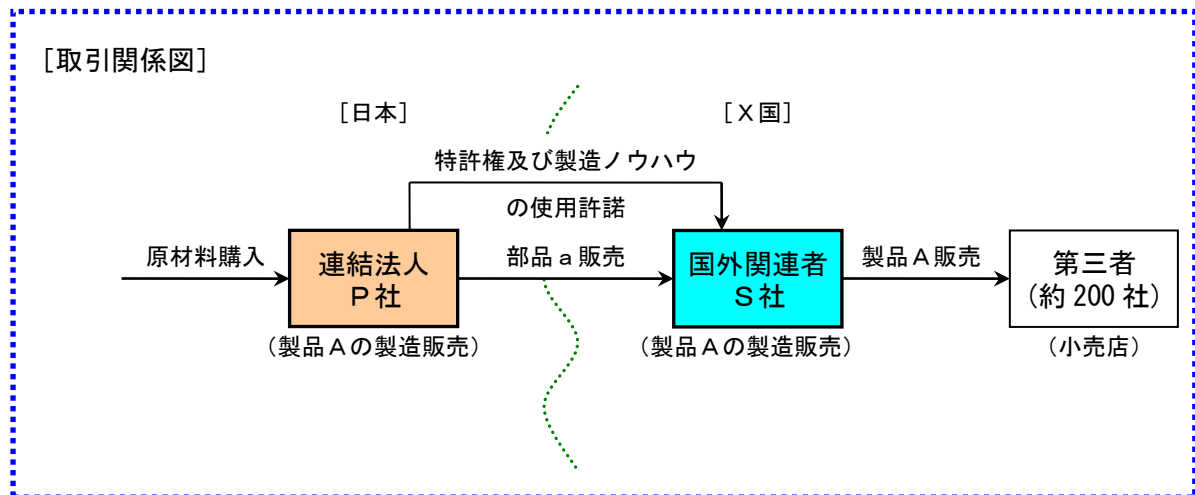 ［取引関係図］
［日本］
［Ｘ国］
特許権及び製造ノウハウ
の使用許諾
原材料購入
連結法人
Ｐ社
部品ａ販売
国外関連者
Ｓ社
製品Ａ販売
第三者
（約 200 社）
（製品Ａの製造販売）
（製品Ａの製造販売）
（小売店）